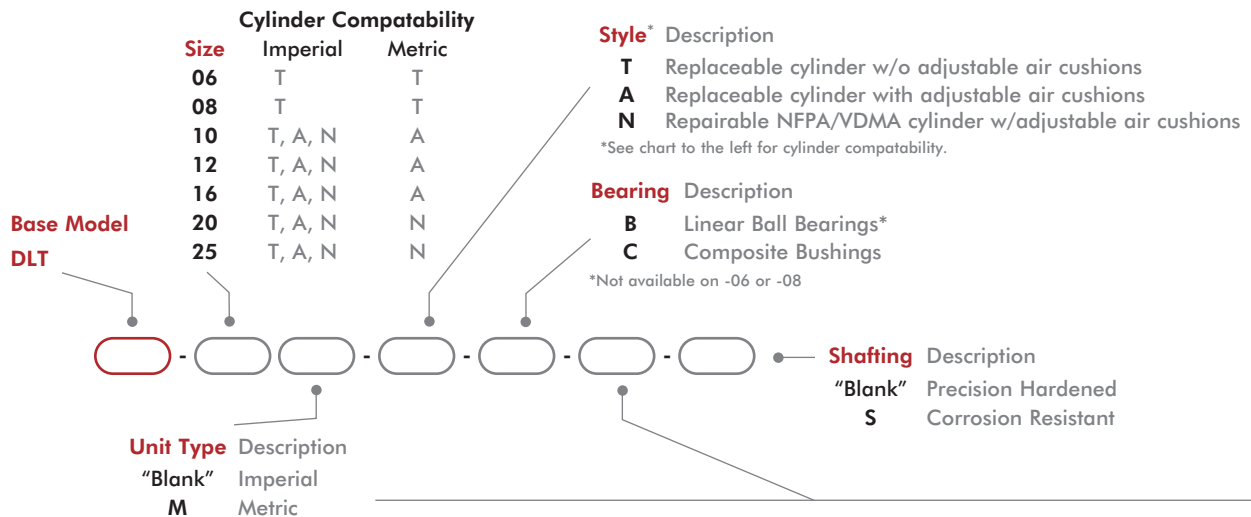 Cylinder Compatability
Size Imperial Metric
06 T T
08 T T
10 T, A, N A
12 T, A, N A
16 T, A, N A
20 T, A, N N
25 T, A, N N
Style* Description
T Replaceable cylinder w/o adjustable air cushions
A Replaceable cylinder with adjustable air cushions
N Repairable NFPA/VDMA cylinder w/adjustable air cushions
*See chart to the left for cylinder compatability.
Bearing Description
B Linear Ball Bearings*
C Composite Bushings
*Not available on -06 or -08
Base Model
DLT
- - - - -
Shafting Description
“Blank” Precision Hardened
S Corrosion Resistant
Unit Type Description
“Blank” Imperial
M Metric